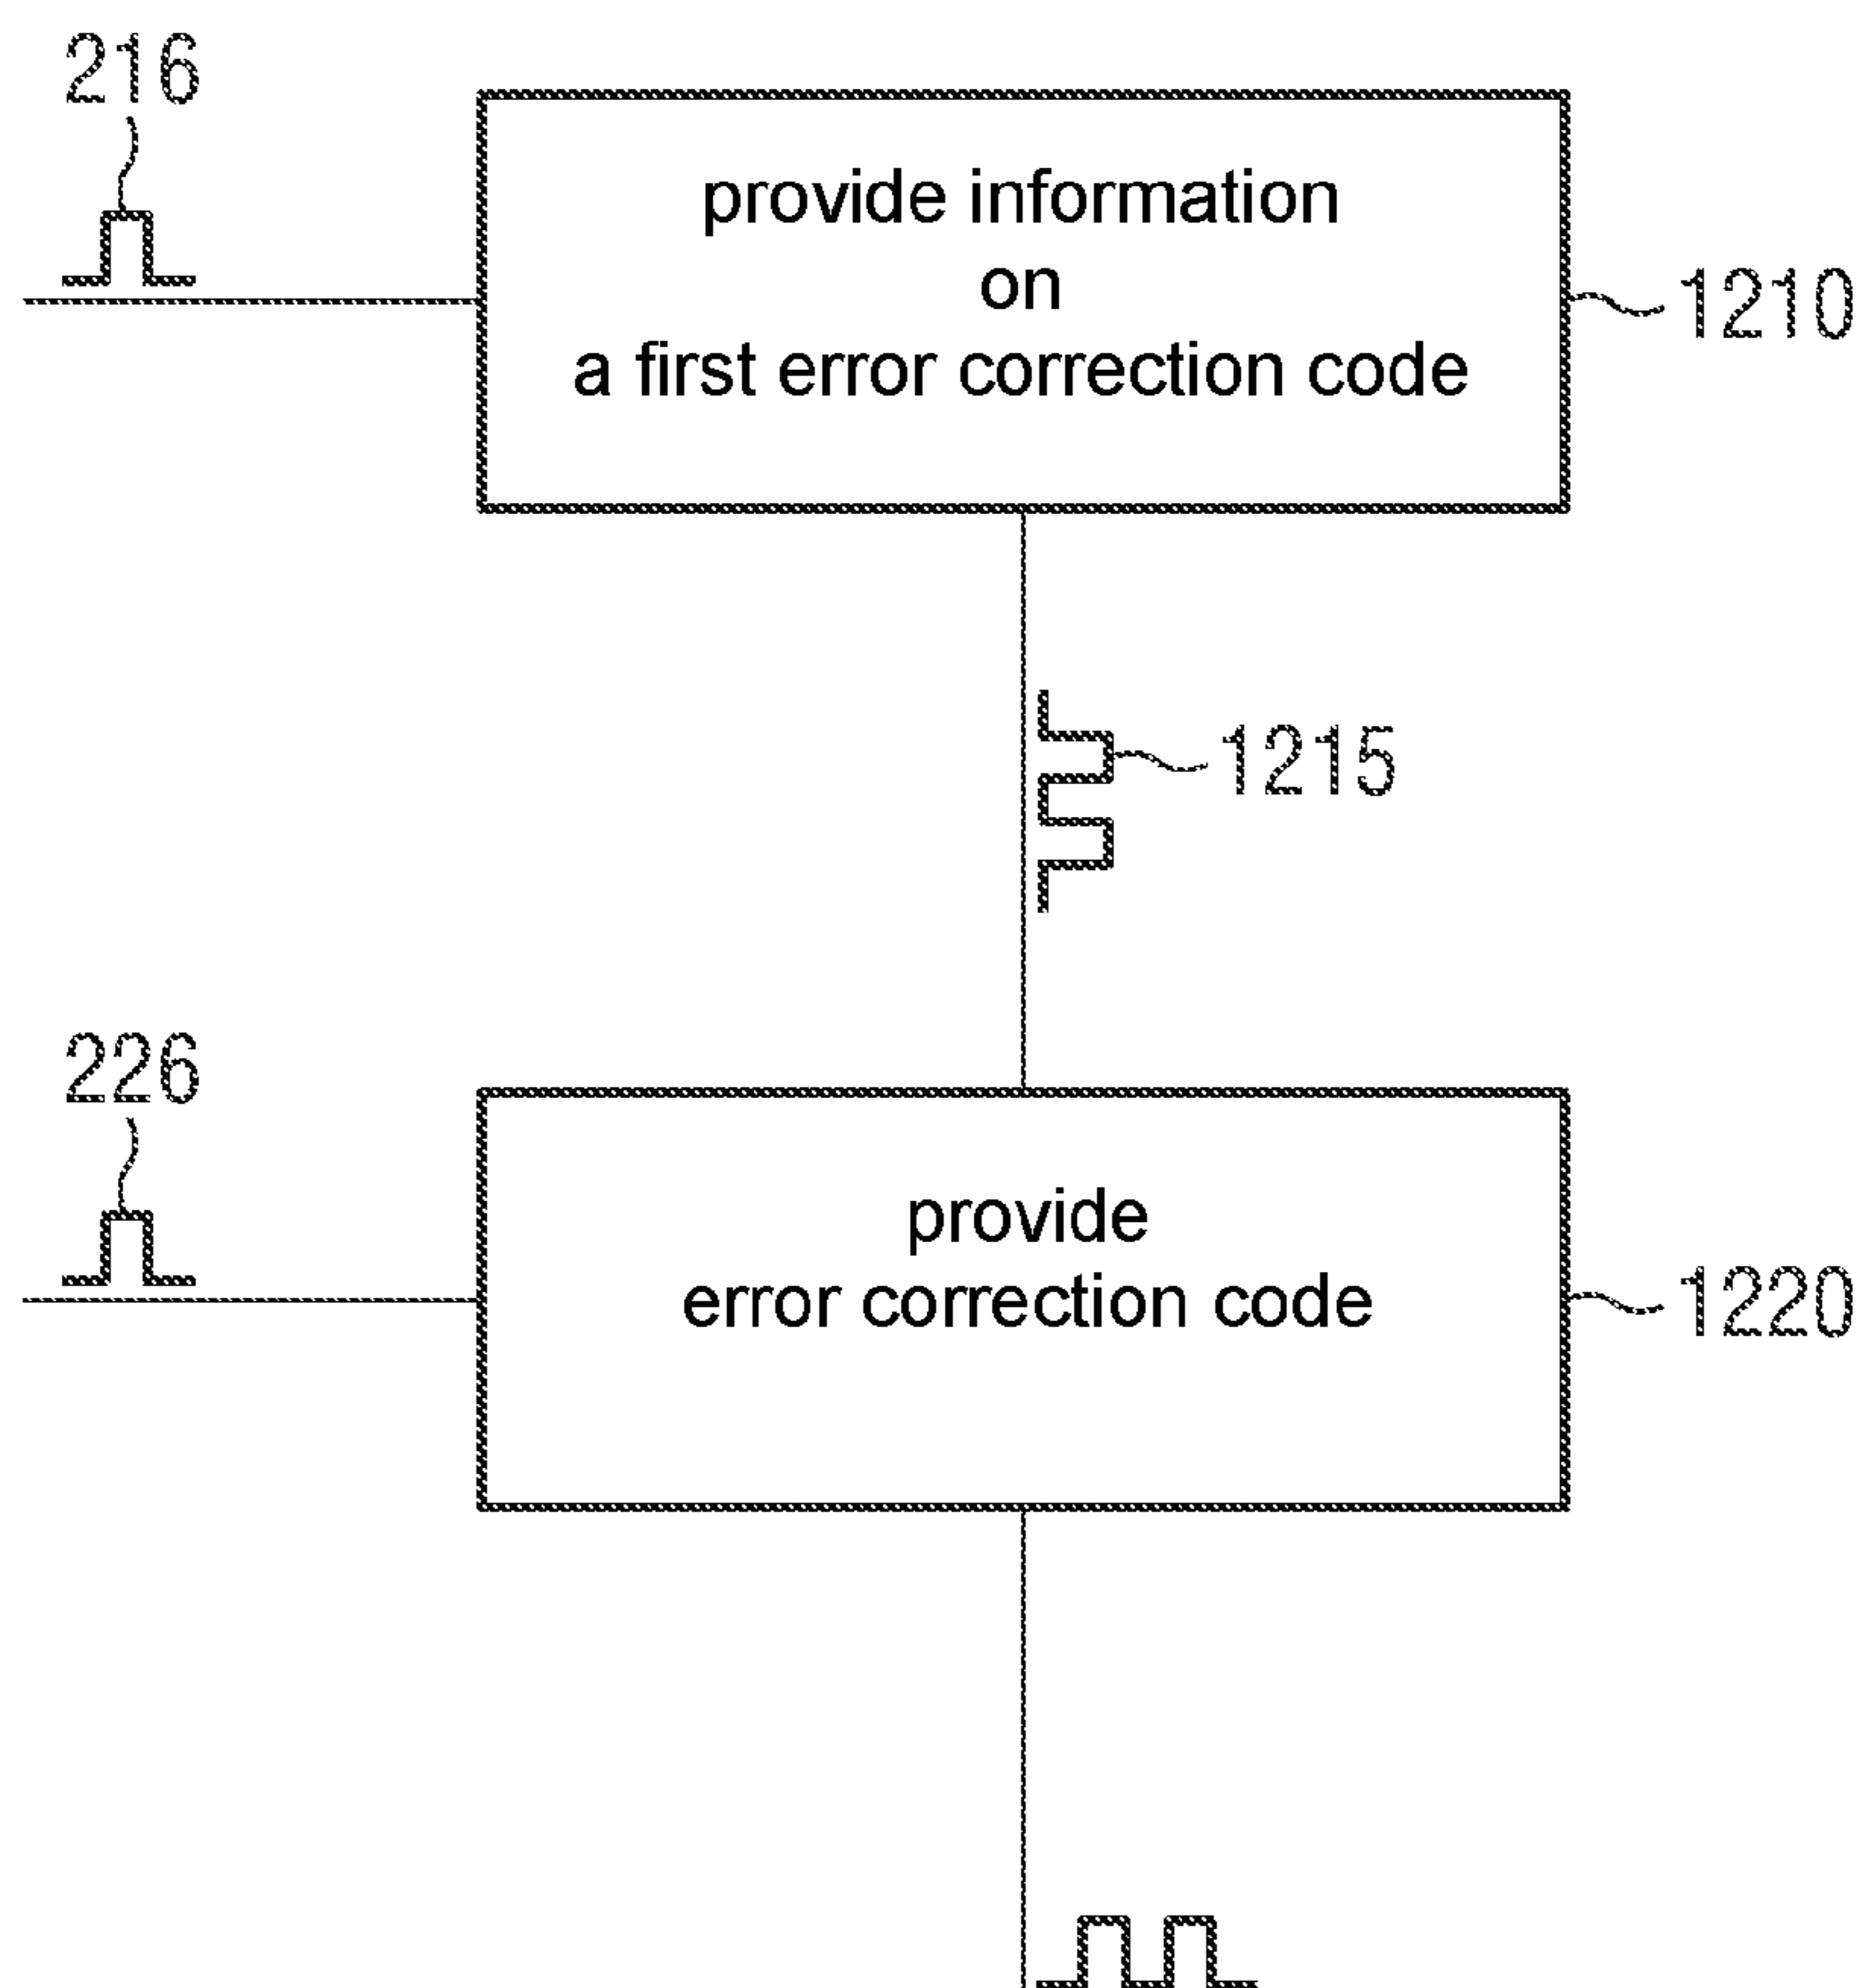 216
provide information
on
a first error correction code
1210
1215
226
provide
error correction code
1220